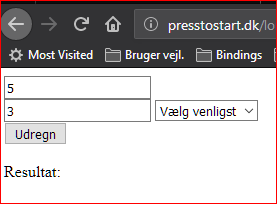 presstostart.dk/lo
Most Visited Bruger vejl. Bindings
5
3 Vælg venligst
Udregn
Resultat: